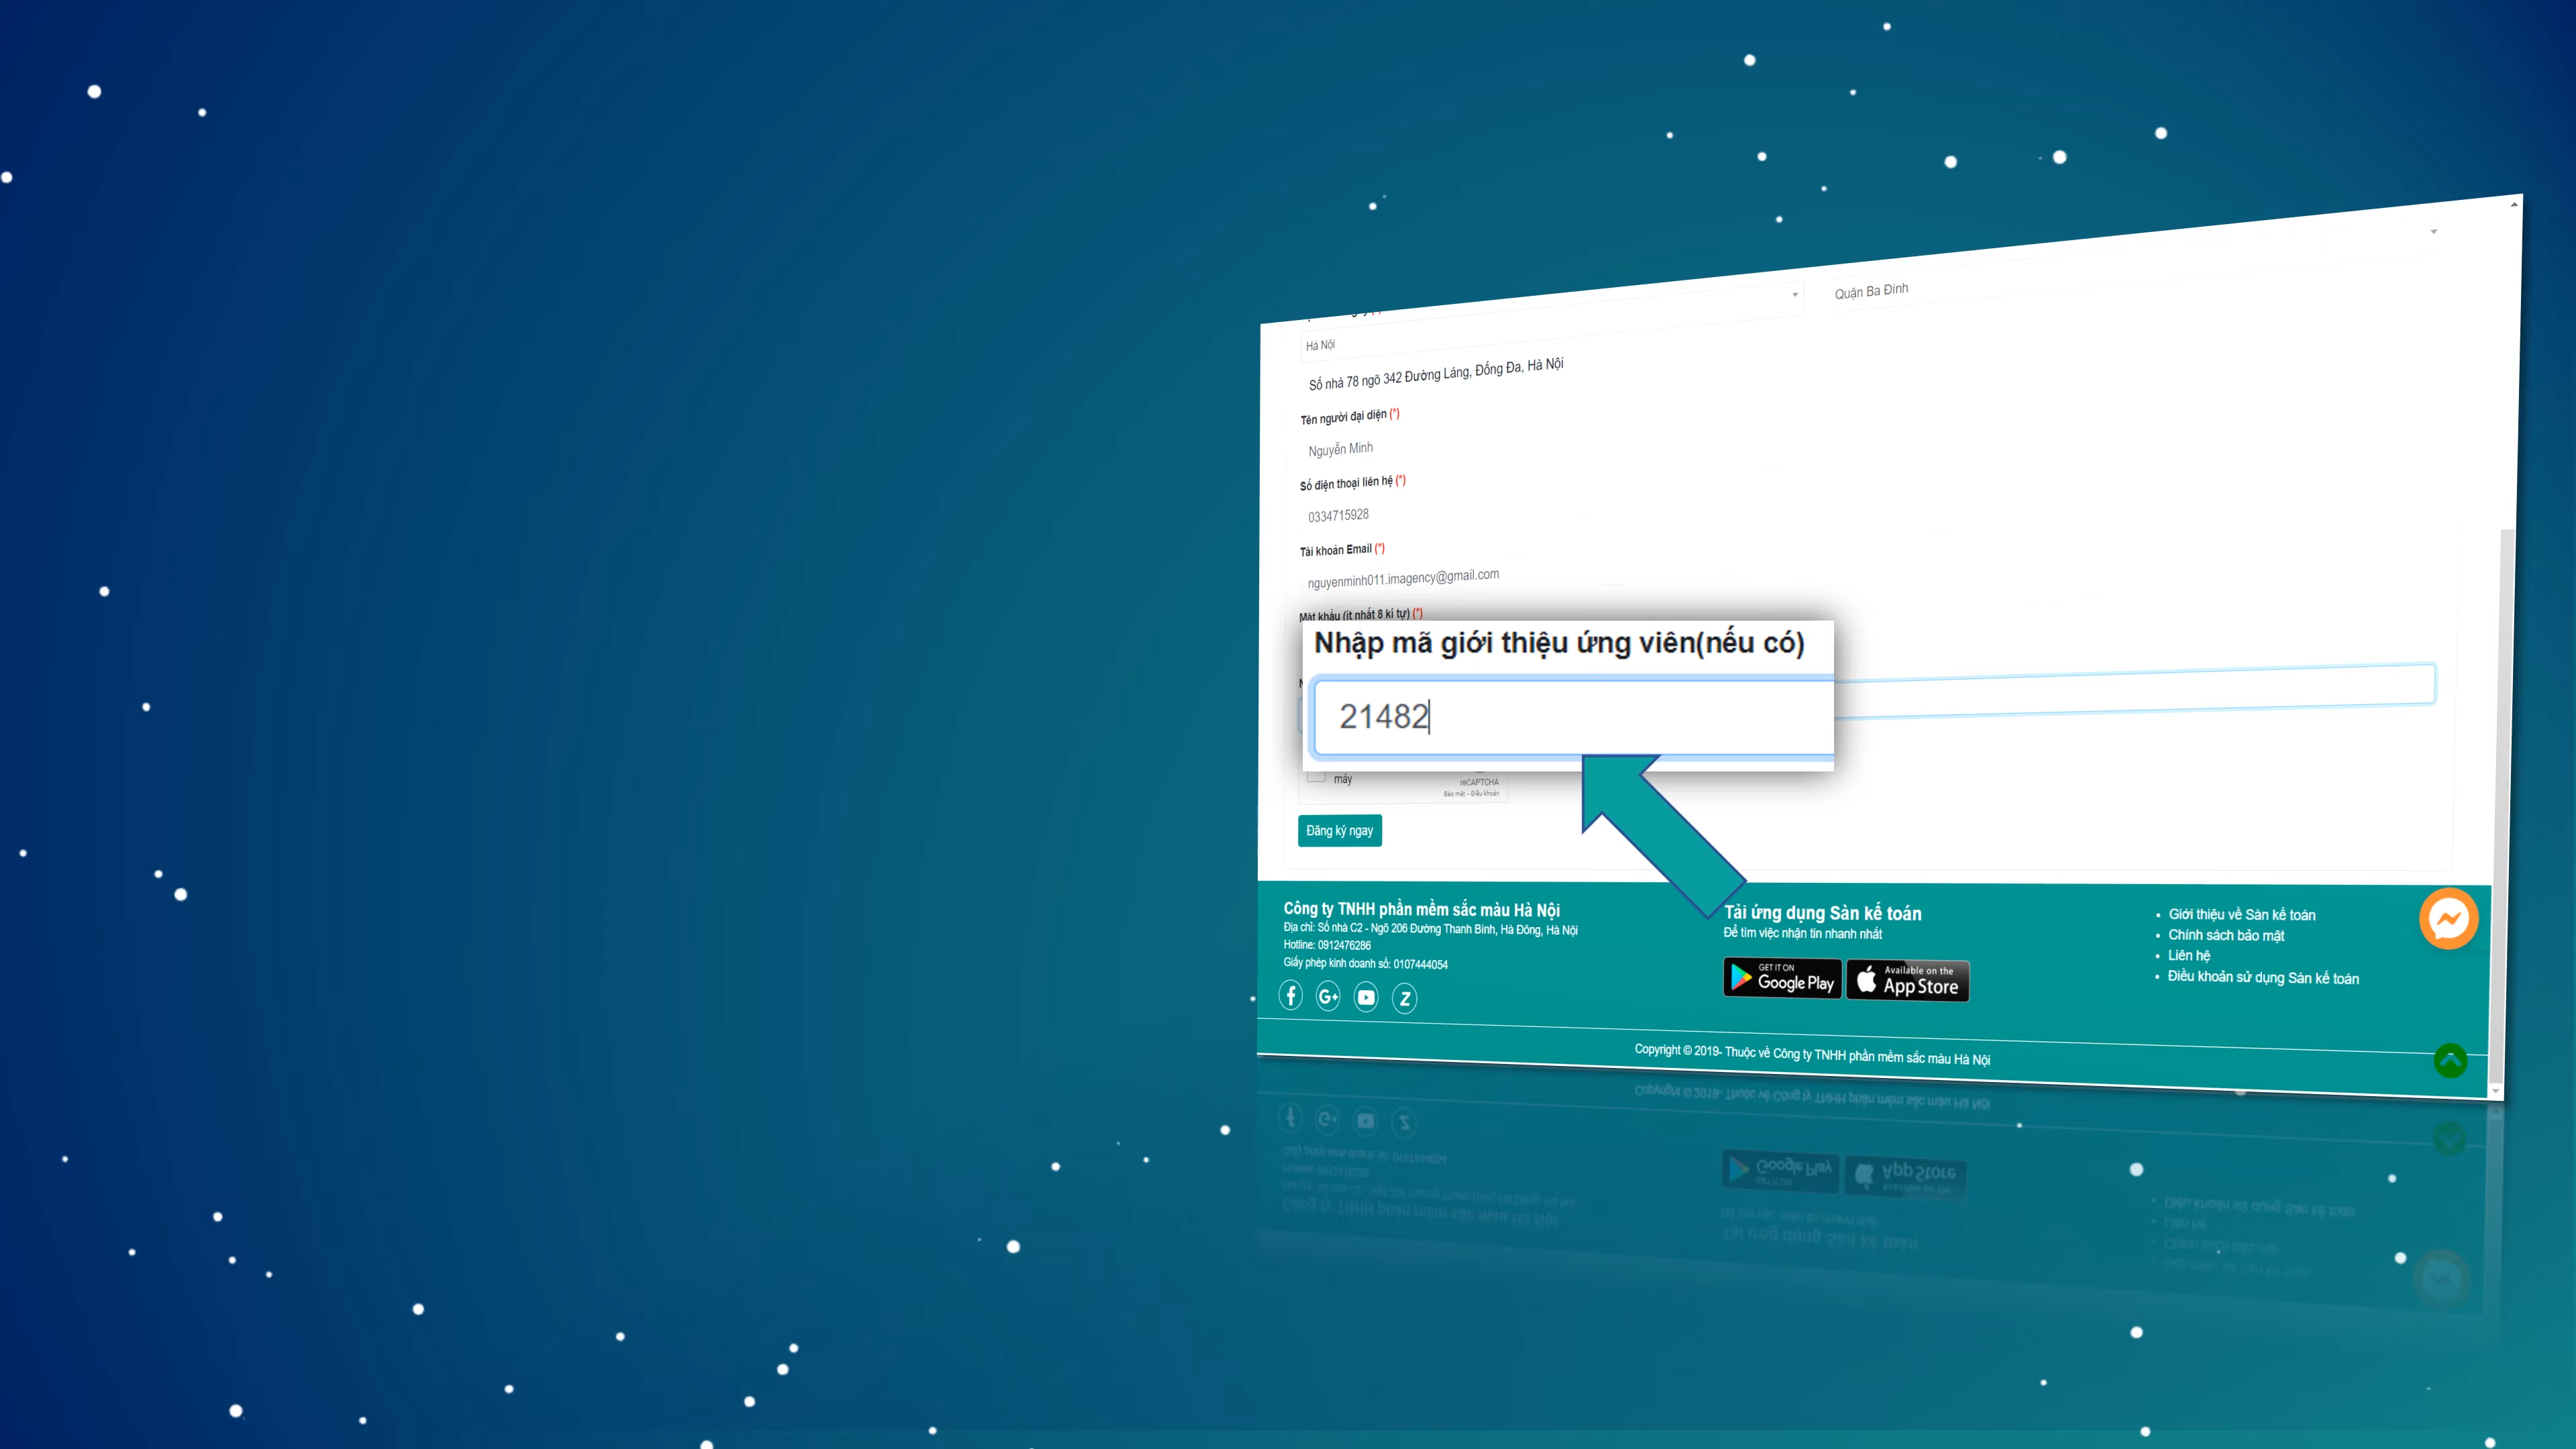 Quận Ba Đình
Hà Nội
Số nhà 78 ngõ 342 Đường Láng, Đống Đa, Hà Nội
Tên người đại diện (*)
Nguyễn Minh
Số điện thoại liên hệ (*)
0334715928
Tài khoản Email (*)
nguyenminh011.imagency@gmail.com
Mật khẩu (ít nhất 8 kí tự) (*)
Nhập mã giới thiệu ứng viên(nếu có)
21482
máy
reCAPTCHA
Bảo mật - Điều khoản
Đăng ký ngay
Công ty TNHH phần mềm sắc màu Hà Nội
Địa chỉ: Số nhà C2 - Ngõ 206 Đường Thanh Bình, Hà Đông, Hà Nội
Hotline: 0912476286
Giấy phép kinh doanh số: 0107444054
Tải ứng dụng Sàn kế toán
Để tìm việc nhận tin nhanh nhất
GET IT ON
Google Play
Available on the
App Store
• Giới thiệu về Sàn kế toán
• Chính sách bảo mật
• Liên hệ
• Điều khoản sử dụng Sàn kế toán
Copyright © 2019- Thuộc về Công ty TNHH phần mềm sắc màu Hà Nội